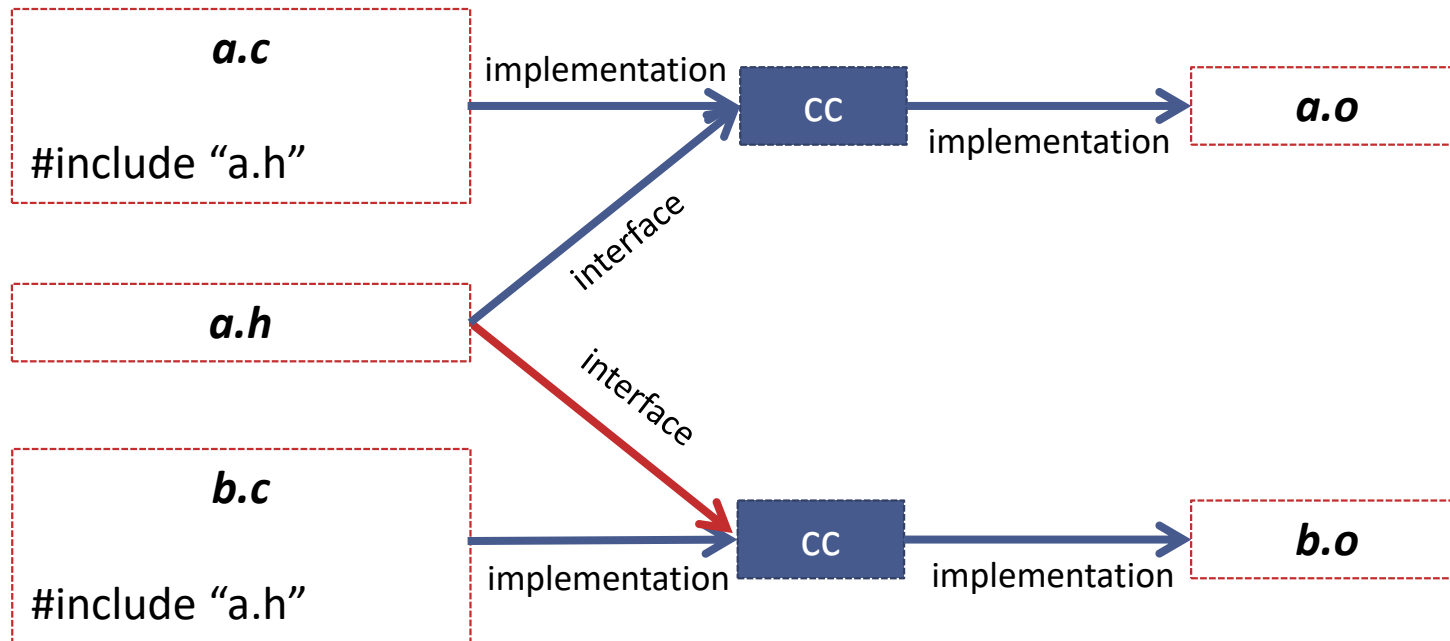 a.c
#include “a.h”
implementation
cc
implementation
a.o
interface
a.h
interface
b.c
#include “a.h”
implementation
cc
implementation
b.o